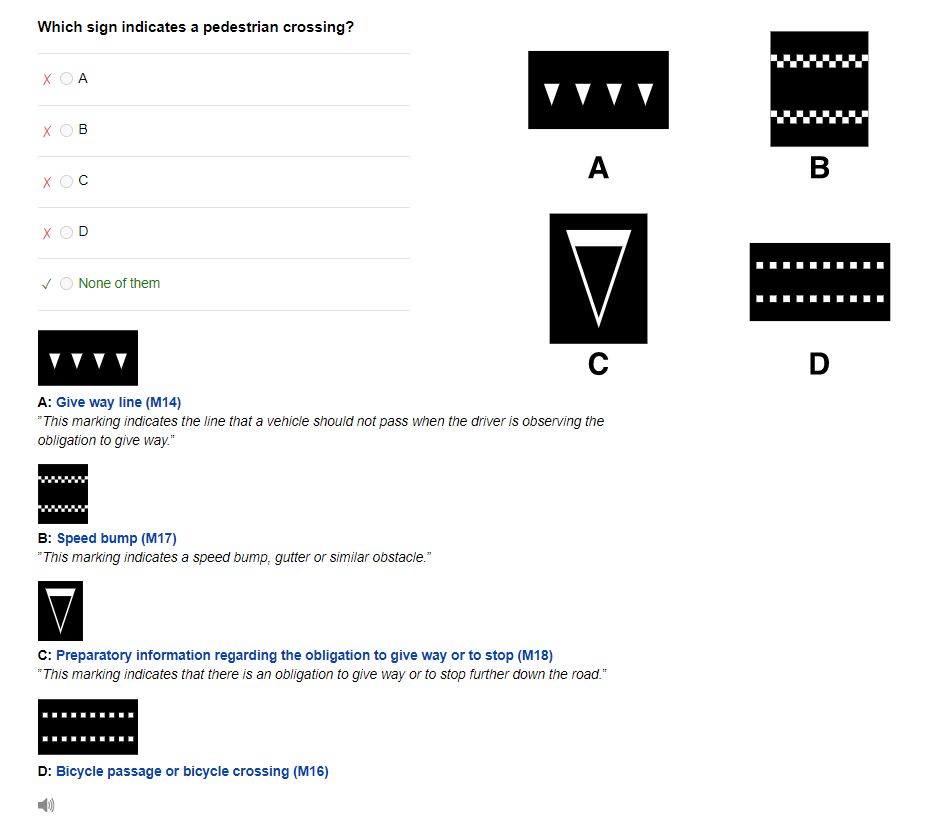 Which sign indicates a pedestrian crossing?
A
B
C
D
None of them
A
B
C
D
A: Give way line (M14)
”This marking indicates the line that a vehicle should not pass when the driver is observing the
obligation to give way.”
B: Speed bump (M17)
”This marking indicates a speed bump, gutter or similar obstacle.”
C: Preparatory information regarding the obligation to give way or to stop (M18)
”This marking indicates that there is an obligation to give way or to stop further down the road.”
D: Bicycle passage or bicycle crossing (M16)